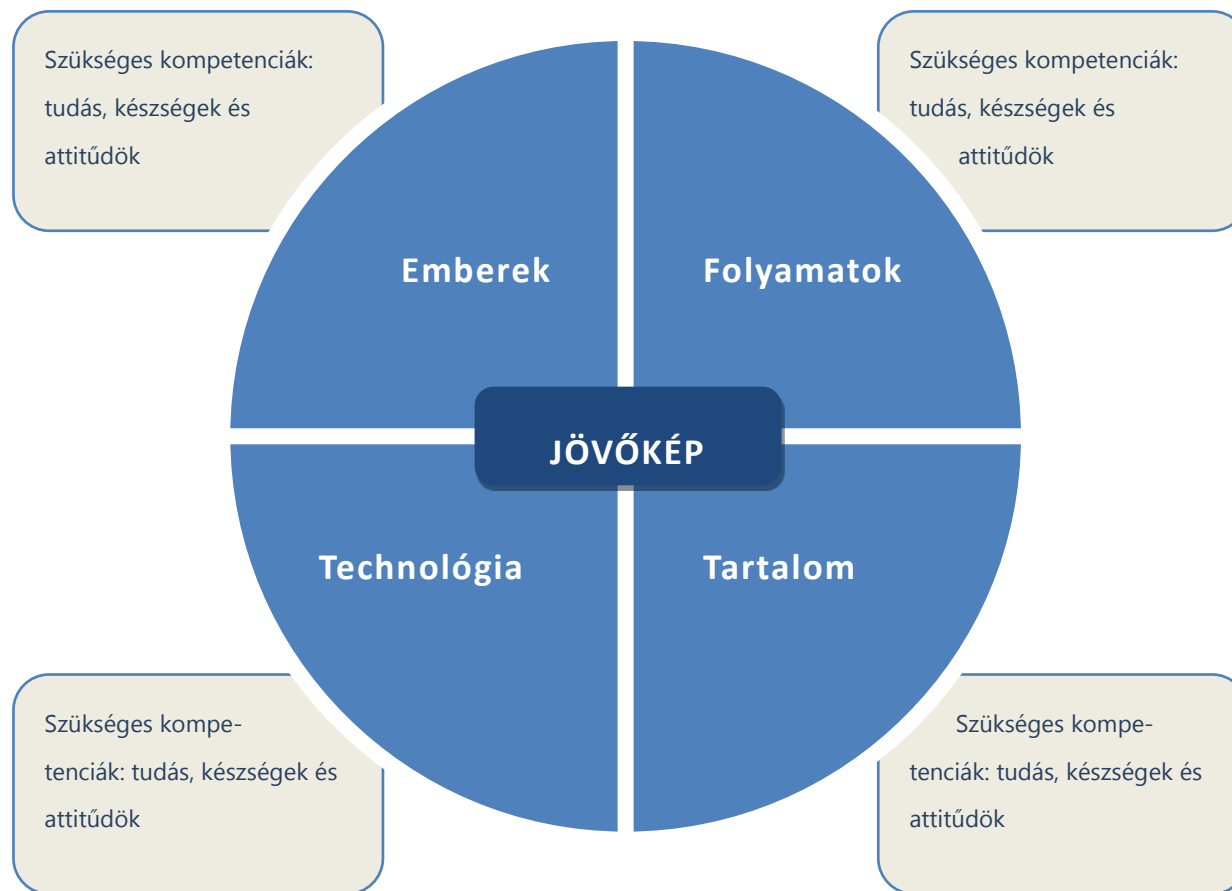 Szükséges kompetenciák:
tudás, készségek és
attitűdök
Szükséges kompetenciák:
tudás, készségek és
attitűdök
Emberek
Folyamatok
JÖVŐKÉP
Technológia
Tartalom
Szükséges kompe-
tenciák: tudás, készségek és
attitűdök
Szükséges kompe-
tenciák: tudás, készségek és
attitűdök